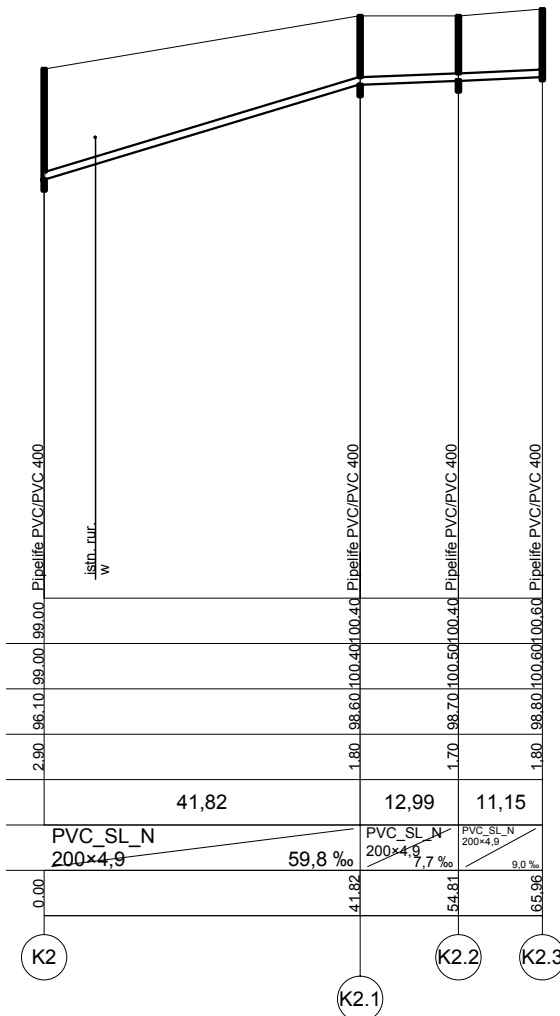 Pipelife PVC/PVC 400
istn. rur.
w
Pipelife PVC/PVC 400
Pipelife PVC/PVC 400
Pipelife PVC/PVC 400
99.00 100.40 100.40 100.60
99.00 100.40 100.50 100.60
96.10 98.60 98.70 98.80
2.90 1.80 1.70 1.80
41,82 12,99 11,15
PVC_SL_N
200×4,9 59,8 ‰
PVC_SL_N
200×4,9 7,7 ‰
PVC_SL_N
200×4,9
9,0 ‰
0.00 41.82 54.81 65.96
K2 K2.1 K2.2 K2.3